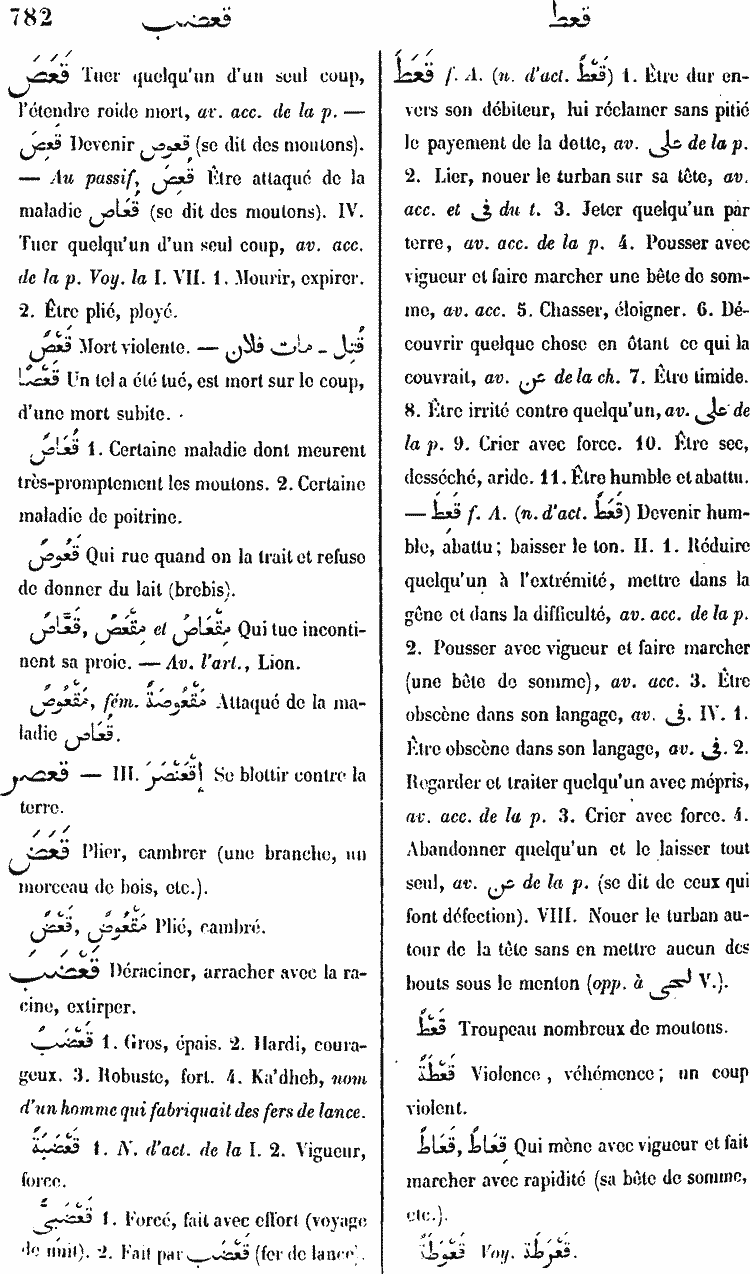 782 قعضب
قعط
قَعَصَ Tuer quelqu'un d'un seul coup,
l'étendre roide mort, av. acc. de la p. —
قَعِصَ Devenir قعوص (se dit des moutons).
— Au passif, قُعِصَ Être attaqué de la
maladie قُعَاص (se dit des moutons). IV.
Tuer quelqu'un d'un seul coup, av. acc.
de la p. Voy. la I. VII. 1. Mourir, expirer.
2. Être plié, ployé.
قَعْصٌ Mort violente. — قُتِل ـ مات فلان
قَعْصًا Un tel a été tué, est mort sur le coup,
d'une mort subite.
قُعَاصٌ 1. Certaine maladie dont meurent
très-promptement les moutons. 2. Certaine
maladie de poitrine.
قَعُوصٌ Qui rue quand on la trait et refuse
de donner du lait (brebis).
قَعَّاصٌ, مِقْعَصٌ et مِقْعَاصٌ Qui tue inconti-
nent sa proie. — Av. l'art., Lion.
مَقْعُوصٌ, fém. مَقْعُوصَةٌ Attaqué de la ma-
ladie قُعَاص.
قعصر — III. إِقْعَنْصَرَ Se blottir contre la
terre.
قَعَضَ Plier, cambrer (une branche, un
morceau de bois, etc.).
قَعْضٌ, مَقْعُوضٌ Plié, cambré.
قَعْضَبَ Déraciner, arracher avec la ra-
cine, extirper.
قَعْضَبٌ 1. Gros, épais. 2. Hardi, coura-
geux. 3. Robuste, fort. 4. Ka'dheb, nom
d'un homme qui fabriquait des fers de lance.
قَعْضَبَةٌ 1. N. d'act. de la I. 2. Vigueur,
force.
قَعْضَبِىٌّ 1. Forcé, fait avec effort (voyage
de nuit). 2. Fait par قَعْضَب (fer de lance).
قَعَطَ f. A. (n. d'act. قَعْطٌ) 1. Être dur en-
vers son débiteur, lui réclamer sans pitié
le payement de la dette, av. على de la p.
2. Lier, nouer le turban sur sa tête, av.
acc. et فى du t. 3. Jeter quelqu'un par
terre, av. acc. de la p. 4. Pousser avec
vigueur et faire marcher une bête de som-
me, av. acc. 5. Chasser, éloigner. 6. Dé-
couvrir quelque chose en ôtant ce qui la
couvrait, av. عن de la ch. 7. Être timide.
8. Être irrité contre quelqu'un, av. على de
la p. 9. Crier avec force. 10. Être sec,
desséché, aride. 11. Être humble et abattu.
— قَعِطَ f. A. (n. d'act. قَعَطٌ) Devenir hum-
ble, abattu; baisser le ton. II. 1. Réduire
quelqu'un à l'extrémité, mettre dans la
gêne et dans la difficulté, av. acc. de la p.
2. Pousser avec vigueur et faire marcher
(une bête de somme), av. acc. 3. Être
obscène dans son langage, av. فى. IV. 1.
Être obscène dans son langage, av. فى. 2.
Regarder et traiter quelqu'un avec mépris,
av. acc. de la p. 3. Crier avec force. 4.
Abandonner quelqu'un et le laisser tout
seul, av. عن de la p. (se dit de ceux qui
font défection). VIII. Nouer le turban au-
tour de la tête sans en mettre aucun des
bouts sous le menton (opp. à لحى V.).
قَعْطٌ Troupeau nombreux de moutons.
قَعْطَةٌ Violence, véhémence; un coup
violent.
قِعَاطٌ, قَعَّاطٌ Qui mène avec vigueur et fait
marcher avec rapidité (sa bête de somme,
etc.).
قَعْوَطَةٌ Voy. قَعْرَطَةٌ.